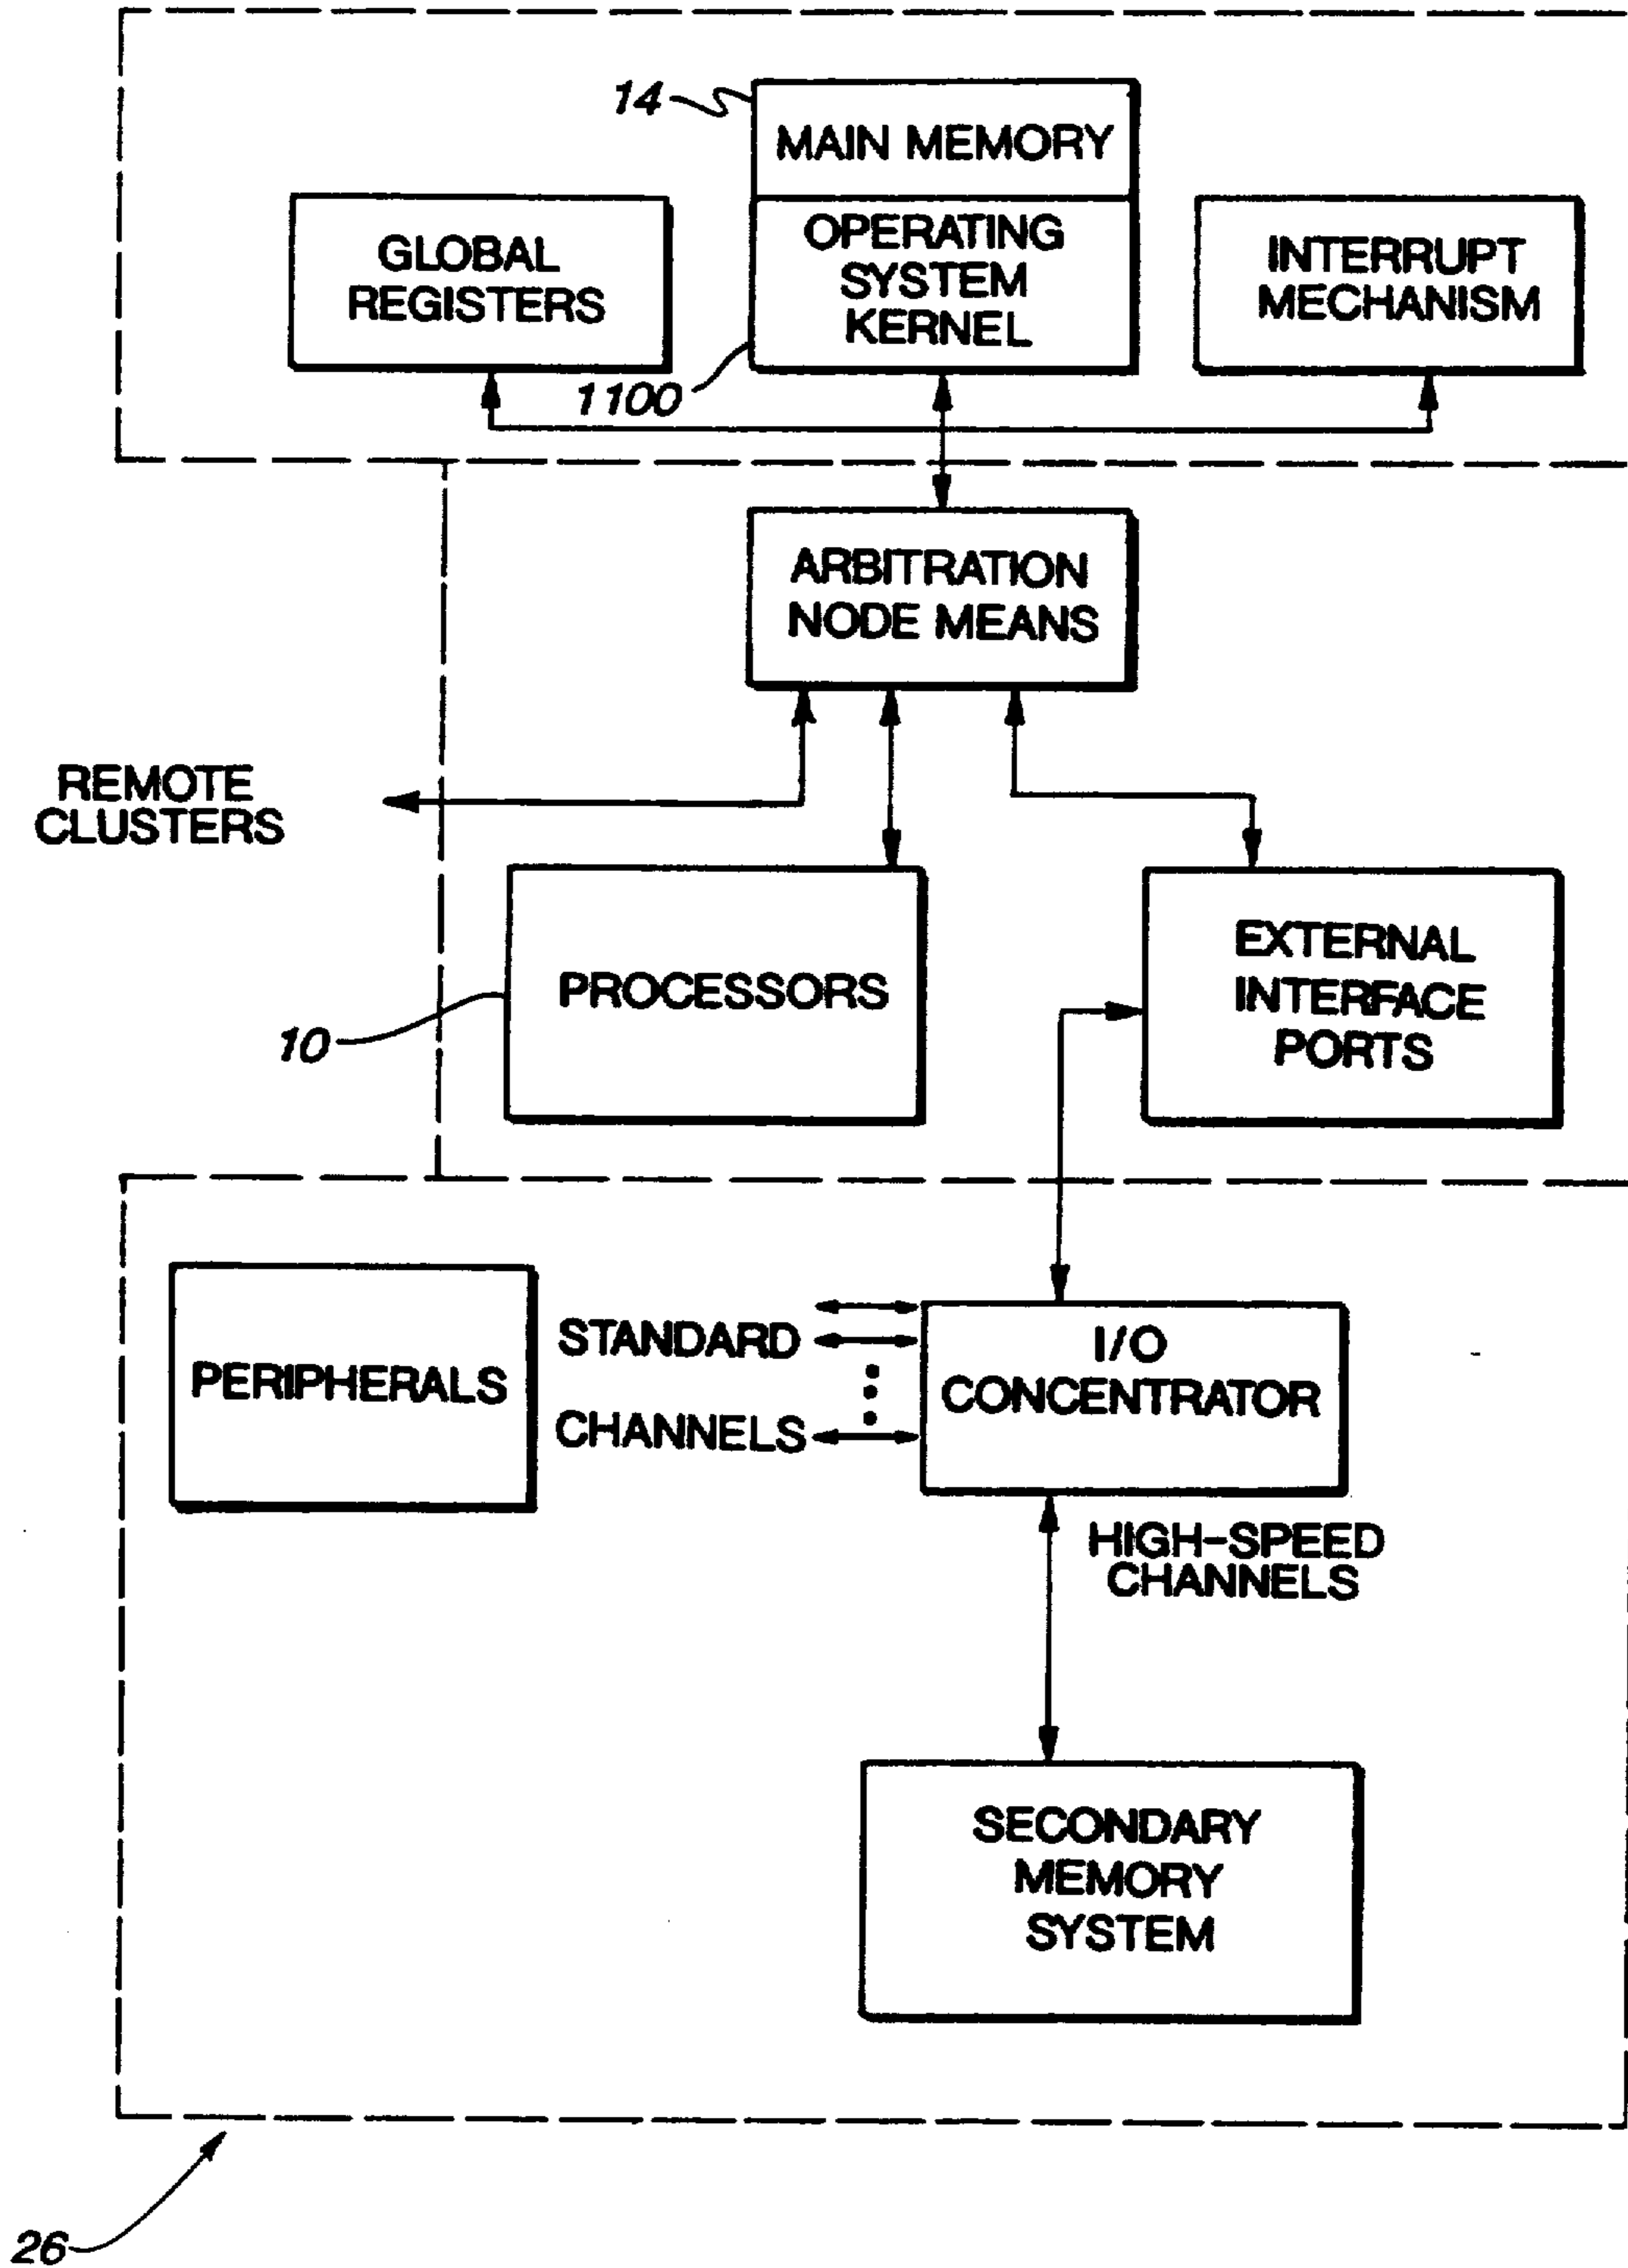 14
MAIN MEMORY
GLOBAL
REGISTERS
OPERATING
SYSTEM
KERNEL
INTERRUPT
MECHANISM
1100
ARBITRATION
NODE MEANS
REMOTE
CLUSTERS
PROCESSORS
10
EXTERNAL
INTERFACE
PORTS
PERIPHERALS
STANDARD
CHANNELS
I/O
CONCENTRATOR
HIGH-SPEED
CHANNELS
SECONDARY
MEMORY
SYSTEM
26